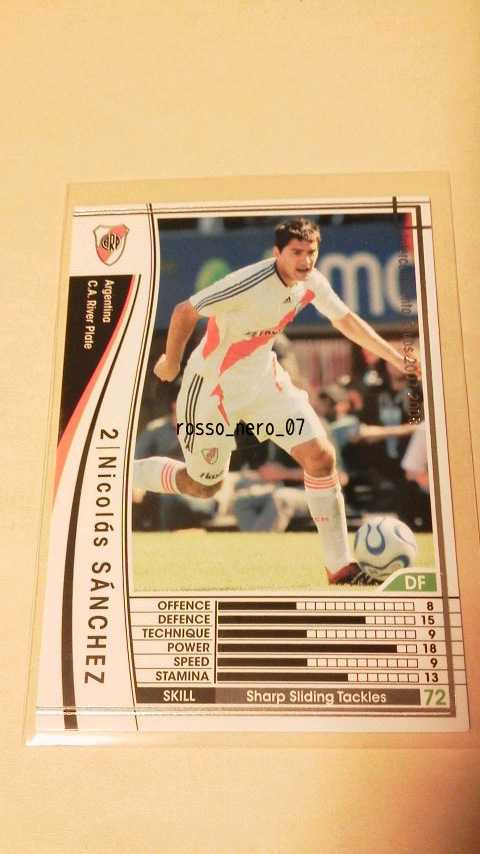 Argentina
C.A. River Plate
2 | Nicolás SÁNCHEZ
rosso_nero_07
DF
OFFENCE 8
DEFENCE 15
TECHNIQUE 9
POWER 18
SPEED 9
STAMINA 13
SKILL Sharp Sliding Tackles 72